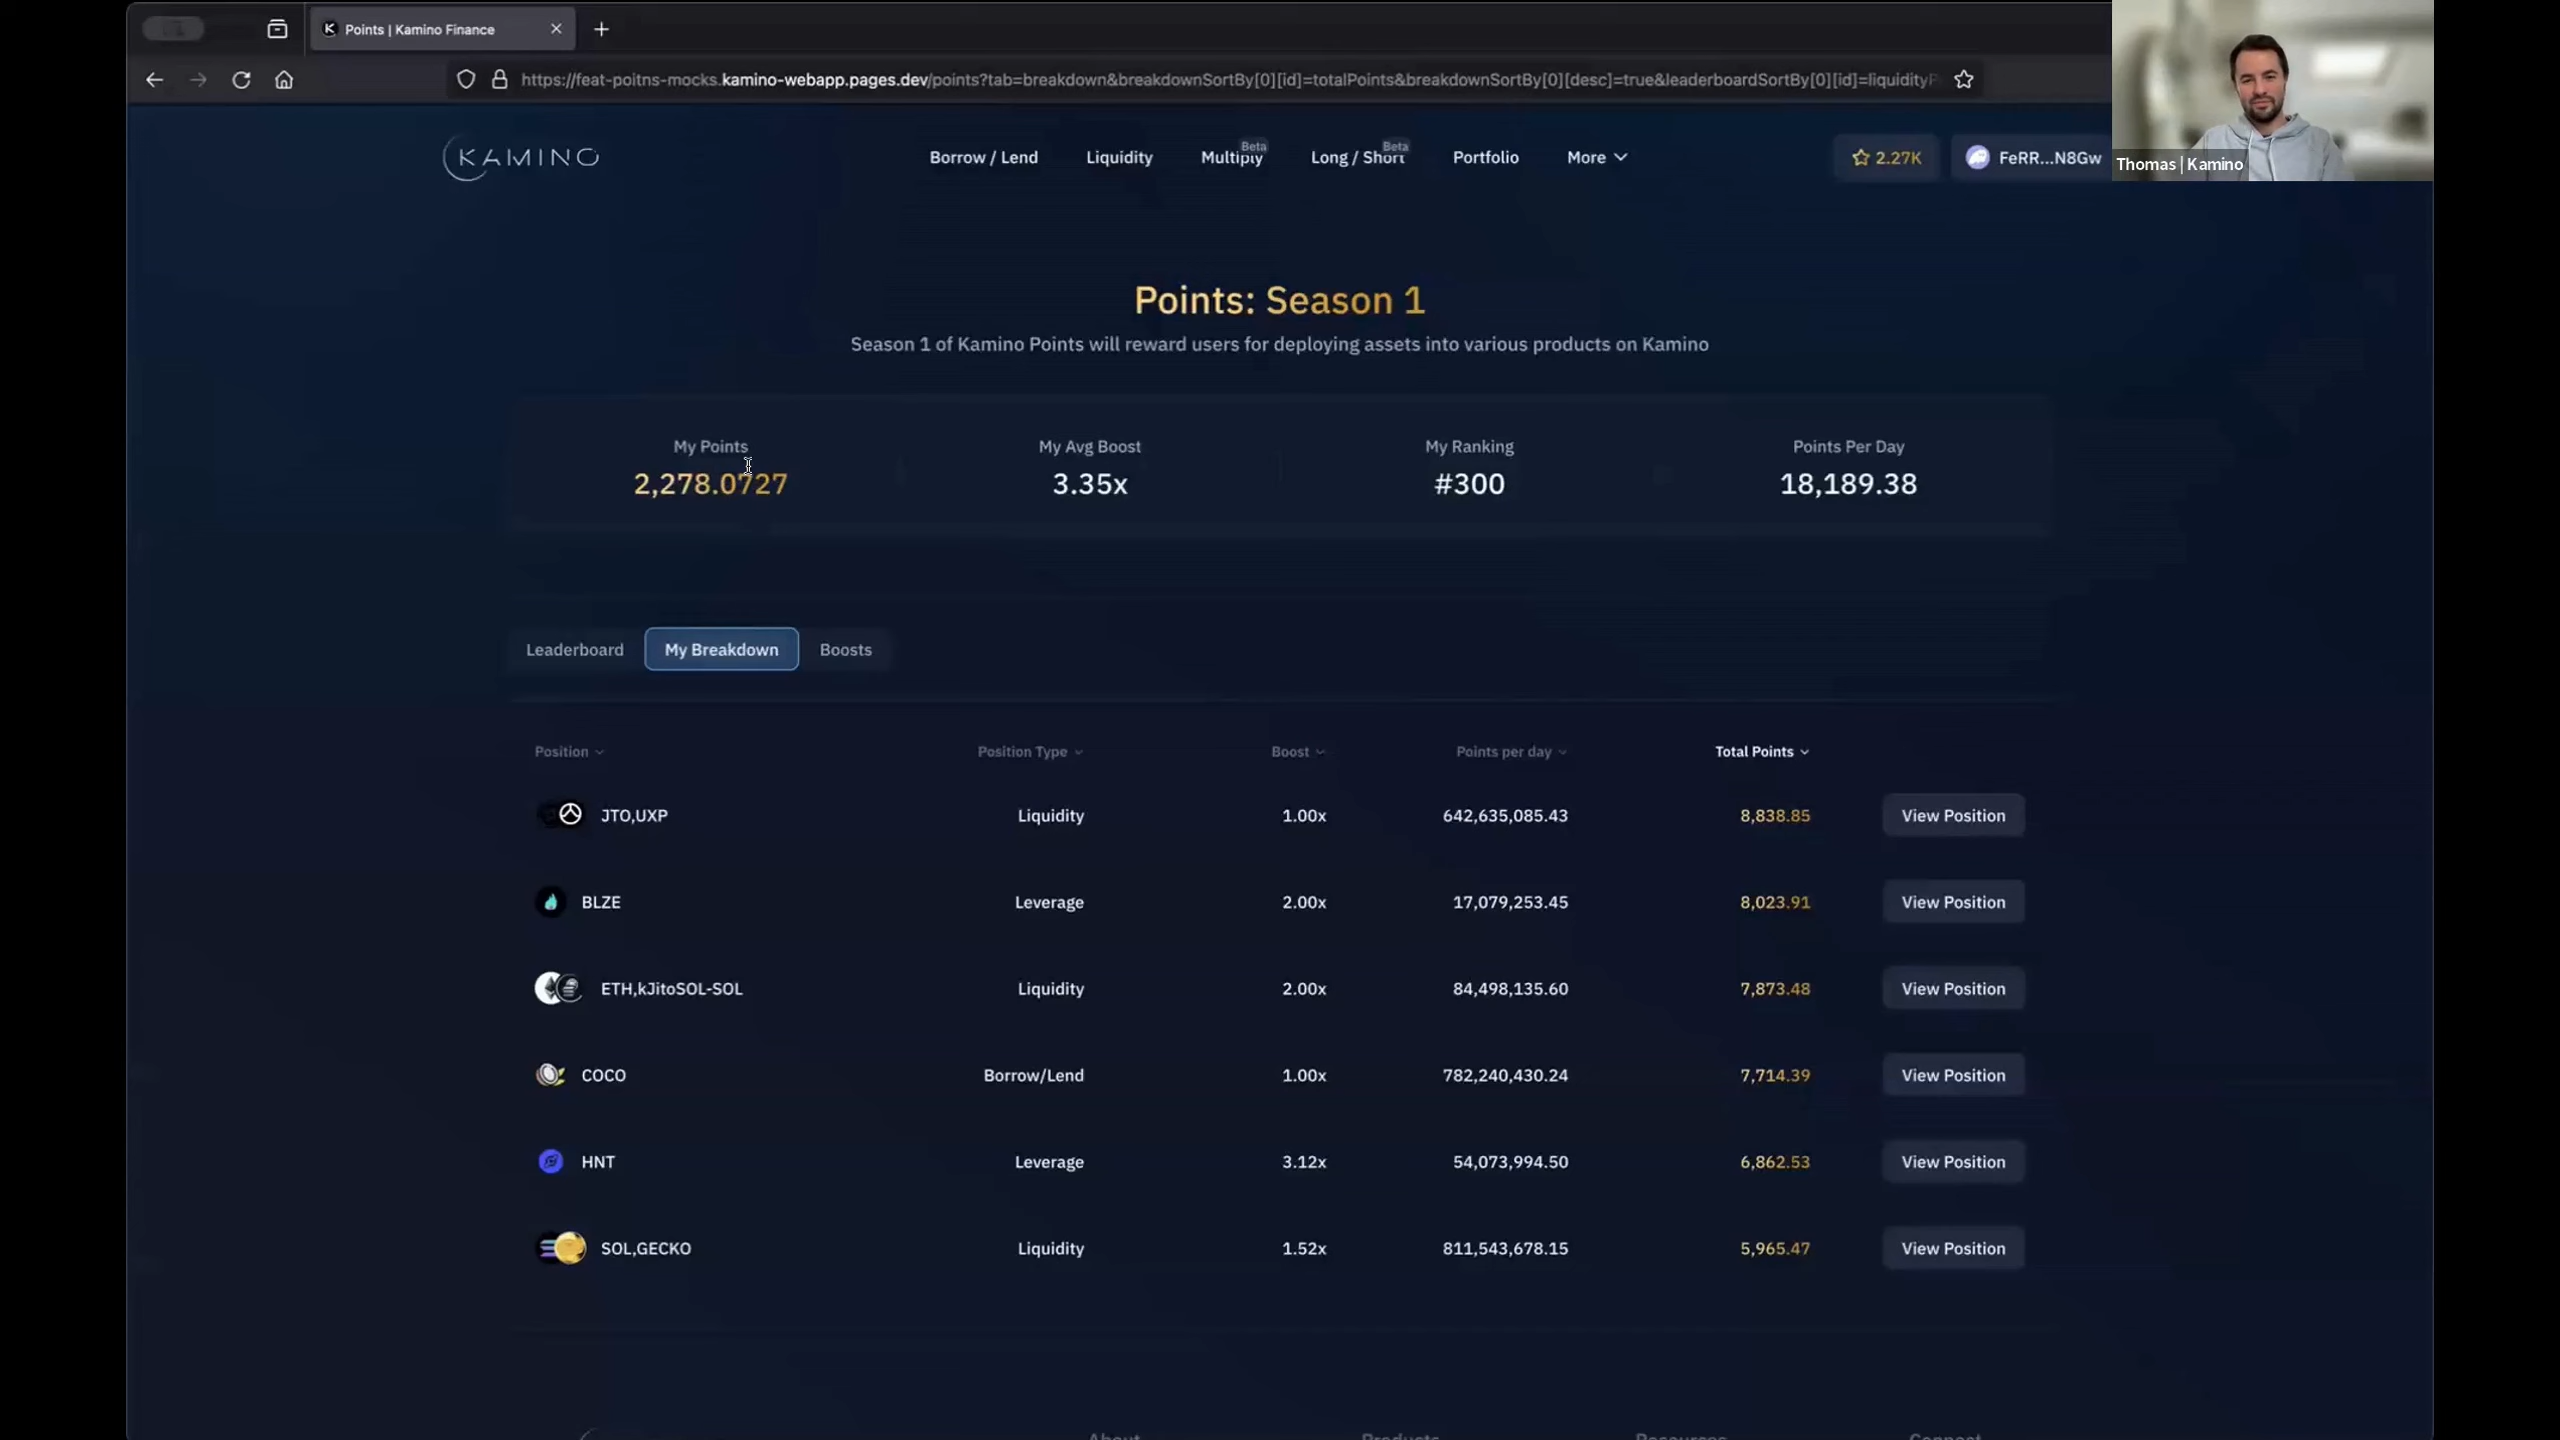 Points | Kamino Finance
https://feat-poitns-mocks.kamino-webapp.pages.dev/points?tab=breakdown&breakdownSortBy[0][id]=totalPoints&breakdownSortBy[0][desc]=true&leaderboardSortBy[0][id]=liquidityP
KAMINO
Borrow / Lend
Liquidity
Multiply Beta
Long / Short Beta
Portfolio
More
2.27K
FeRR...N8Gw
Thomas | Kamino
Points: Season 1
Season 1 of Kamino Points will reward users for deploying assets into various products on Kamino
My Points My Avg Boost My Ranking Points Per Day
2,278.0727 3.35x #300 18,189.38
Leaderboard My Breakdown Boosts
Position Position Type Boost Points per day Total Points
JTO,UXP Liquidity 1.00x 642,635,085.43 8,838.85 View Position
BLZE Leverage 2.00x 17,079,253.45 8,023.91 View Position
ETH,kJitoSOL-SOL Liquidity 2.00x 84,498,135.60 7,873.48 View Position
COCO Borrow/Lend 1.00x 782,240,430.24 7,714.39 View Position
HNT Leverage 3.12x 54,073,994.50 6,862.53 View Position
SOL,GECKO Liquidity 1.52x 811,543,678.15 5,965.47 View Position
About Products Resources Connect